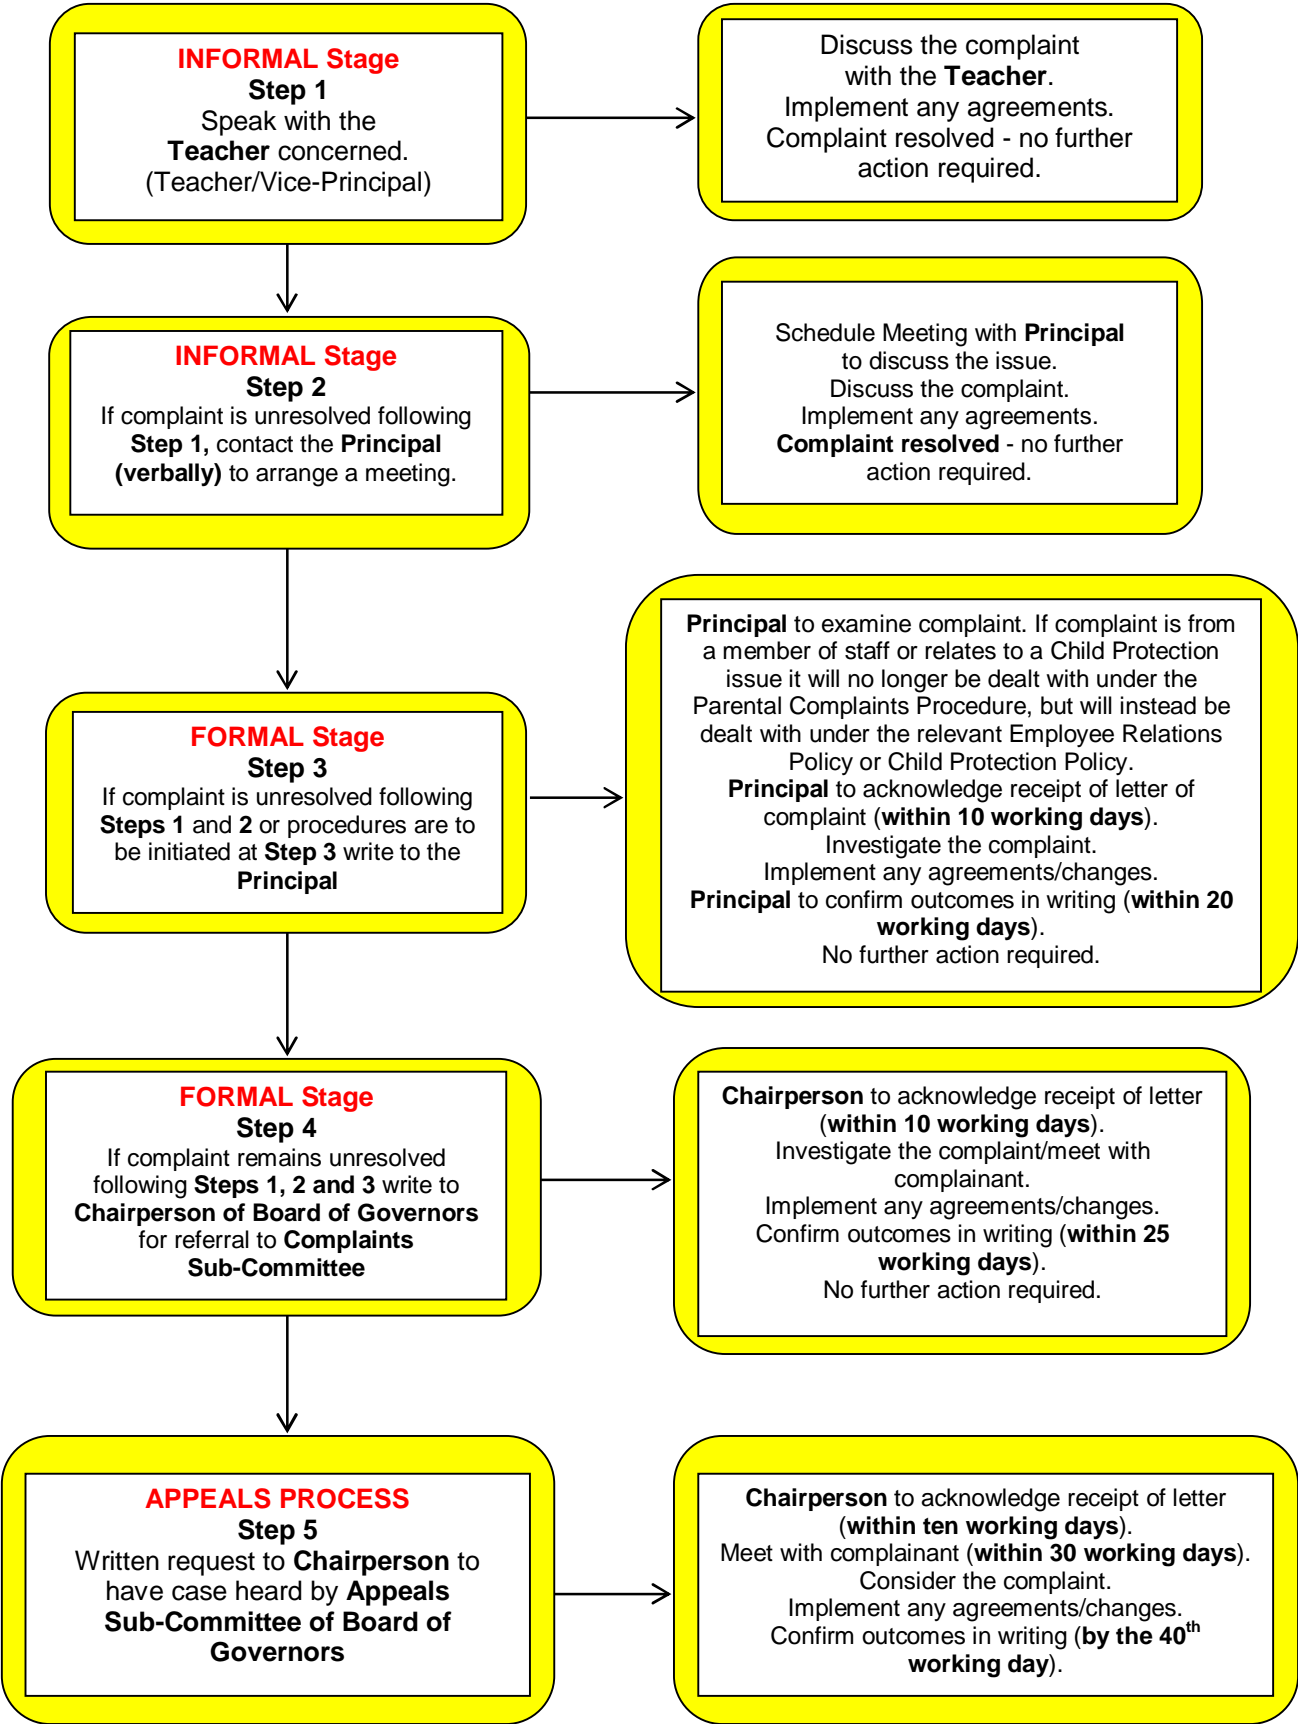 INFORMAL Stage
Step 1
Speak with the
Teacher concerned.
(Teacher/Vice-Principal)
Discuss the complaint
with the Teacher.
Implement any agreements.
Complaint resolved - no further
action required.
INFORMAL Stage
Step 2
If complaint is unresolved following
Step 1, contact the Principal
(verbally) to arrange a meeting.
Schedule Meeting with Principal
to discuss the issue.
Discuss the complaint.
Implement any agreements.
Complaint resolved - no further
action required.
FORMAL Stage
Step 3
If complaint is unresolved following
Steps 1 and 2 or procedures are to
be initiated at Step 3 write to the
Principal
Principal to examine complaint. If complaint is from
a member of staff or relates to a Child Protection
issue it will no longer be dealt with under the
Parental Complaints Procedure, but will instead be
dealt with under the relevant Employee Relations
Policy or Child Protection Policy.
Principal to acknowledge receipt of letter of
complaint (within 10 working days).
Investigate the complaint.
Implement any agreements/changes.
Principal to confirm outcomes in writing (within 20
working days).
No further action required.
FORMAL Stage
Step 4
If complaint remains unresolved
following Steps 1, 2 and 3 write to
Chairperson of Board of Governors
for referral to Complaints
Sub-Committee
Chairperson to acknowledge receipt of letter
(within 10 working days).
Investigate the complaint/meet with
complainant.
Implement any agreements/changes.
Confirm outcomes in writing (within 25
working days).
No further action required.
APPEALS PROCESS
Step 5
Written request to Chairperson to
have case heard by Appeals
Sub-Committee of Board of
Governors
Chairperson to acknowledge receipt of letter
(within ten working days).
Meet with complainant (within 30 working days).
Consider the complaint.
Implement any agreements/changes.
Confirm outcomes in writing (by the 40th
working day).